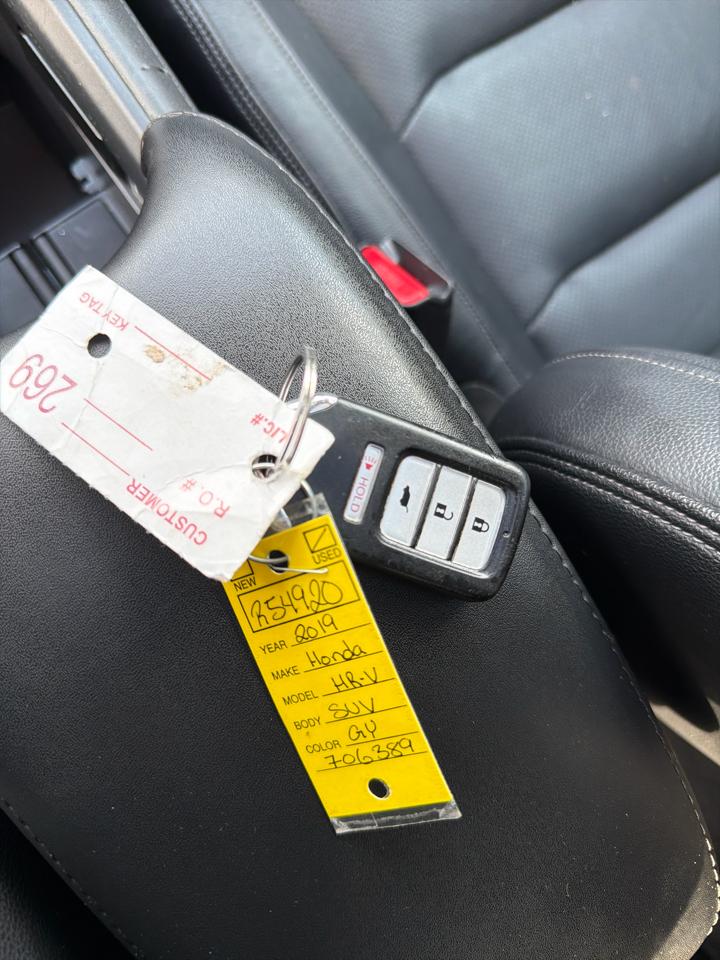 KEY TAG
269
LIC.#
R.O.#
CUSTOMER
HOLD
NEW
USED
R54920
YEAR 2019
MAKE Honda
MODEL HR-V
BODY SUV
COLOR GY
706389